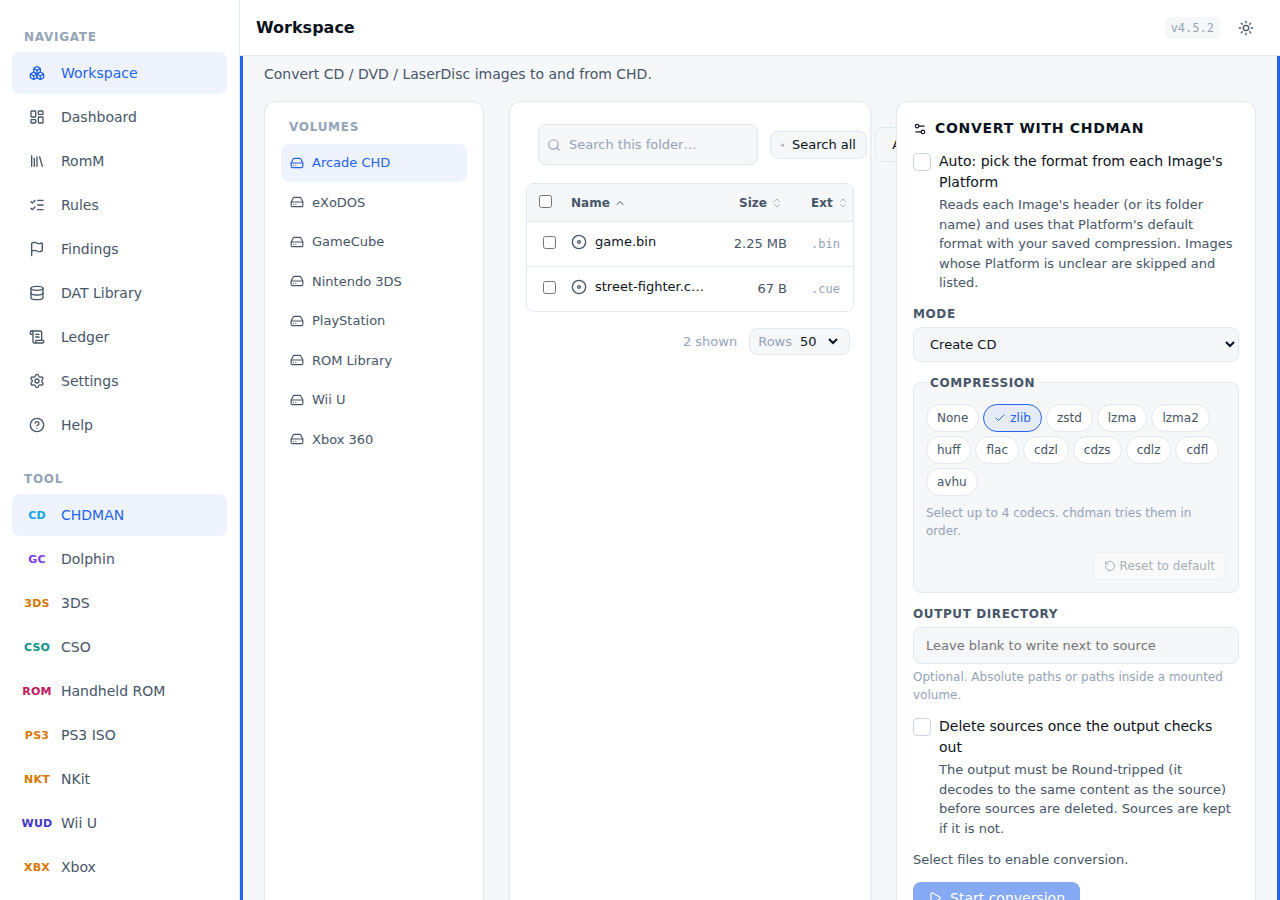 NAVIGATE
Workspace
Dashboard
RomM
Rules
Findings
DAT Library
Ledger
Settings
Help
TOOL
CD CHDMAN
GC Dolphin
3DS 3DS
CSO CSO
ROM Handheld ROM
PS3 PS3 ISO
NKT NKit
WUD Wii U
XBX Xbox
Workspace
v4.5.2
Convert CD / DVD / LaserDisc images to and from CHD.
VOLUMES
Arcade CHD
eXoDOS
GameCube
Nintendo 3DS
PlayStation
ROM Library
Wii U
Xbox 360
Search this folder…
Search all
Name Size Ext
game.bin 2.25 MB .bin
street-fighter.c… 67 B .cue
2 shown Rows 50
CONVERT WITH CHDMAN
Auto: pick the format from each Image's
Platform
Reads each Image's header (or its folder
name) and uses that Platform's default
format with your saved compression. Images
whose Platform is unclear are skipped and
listed.
MODE
Create CD
COMPRESSION
None zlib zstd lzma lzma2
huff flac cdzl cdzs cdlz cdfl
avhu
Select up to 4 codecs. chdman tries them in
order.
Reset to default
OUTPUT DIRECTORY
Leave blank to write next to source
Optional. Absolute paths or paths inside a mounted
volume.
Delete sources once the output checks
out
The output must be Round-tripped (it
decodes to the same content as the source)
before sources are deleted. Sources are kept
if it is not.
Select files to enable conversion.
Start conversion